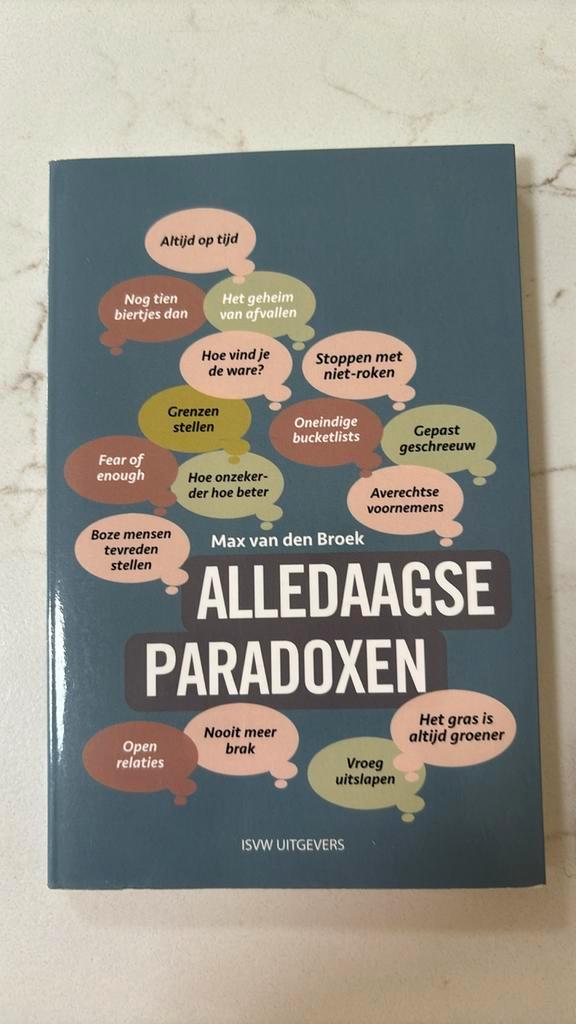 Altijd op tijd
Nog tien
biertjes dan
Het geheim
van afvallen
Hoe vind je
de ware?
Stoppen met
niet-roken
Grenzen
stellen
Oneindige
bucketlists
Gepast
geschreeuw
Fear of
enough
Hoe onzeker-
der hoe beter
Averechtse
voornemens
Boze mensen
tevreden
stellen
Max van den Broek
ALLEDAAGSE
PARADOXEN
Open
relaties
Nooit meer
brak
Het gras is
altijd groener
Vroeg
uitslapen
ISVW UITGEVERS